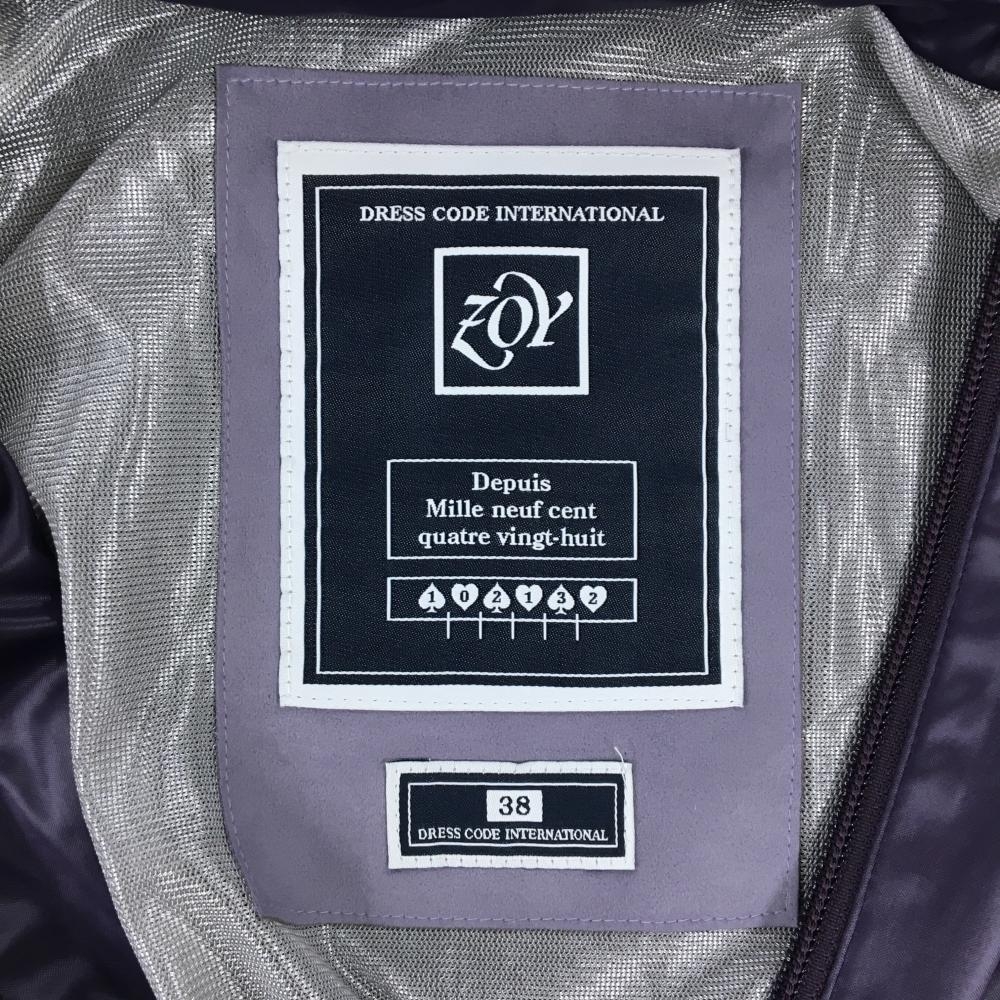 DRESS CODE INTERNATIONAL
ZOY
Depuis
Mille neuf cent
quatre vingt-huit
1 0 2 1 3 2
38
DRESS CODE INTERNATIONAL